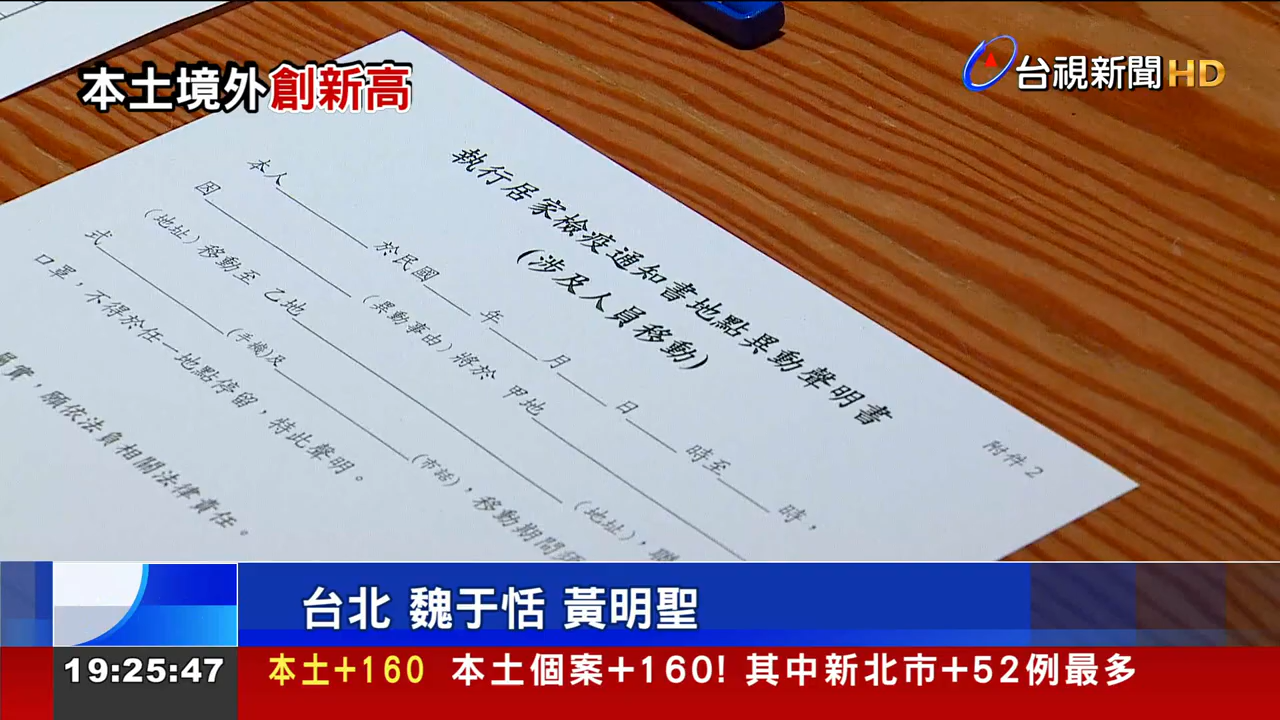 本土境外創新高
台視新聞HD
附件2
執行居家檢疫通知書地點異動聲明書
(涉及人員移動)
本人 於民國 年 月 日 時至 時，
因 (異動事由) 將於 甲地 (地址)，
(地址) 移動至 乙地
式 (手機)及 (市話)，移動期間
口罩，不得於任一地點停留，特此聲明。
實，願依法負相關法律責任。
台北 魏于恬 黃明聖
19:25:47
本土+160 本土個案+160! 其中新北市+52例最多